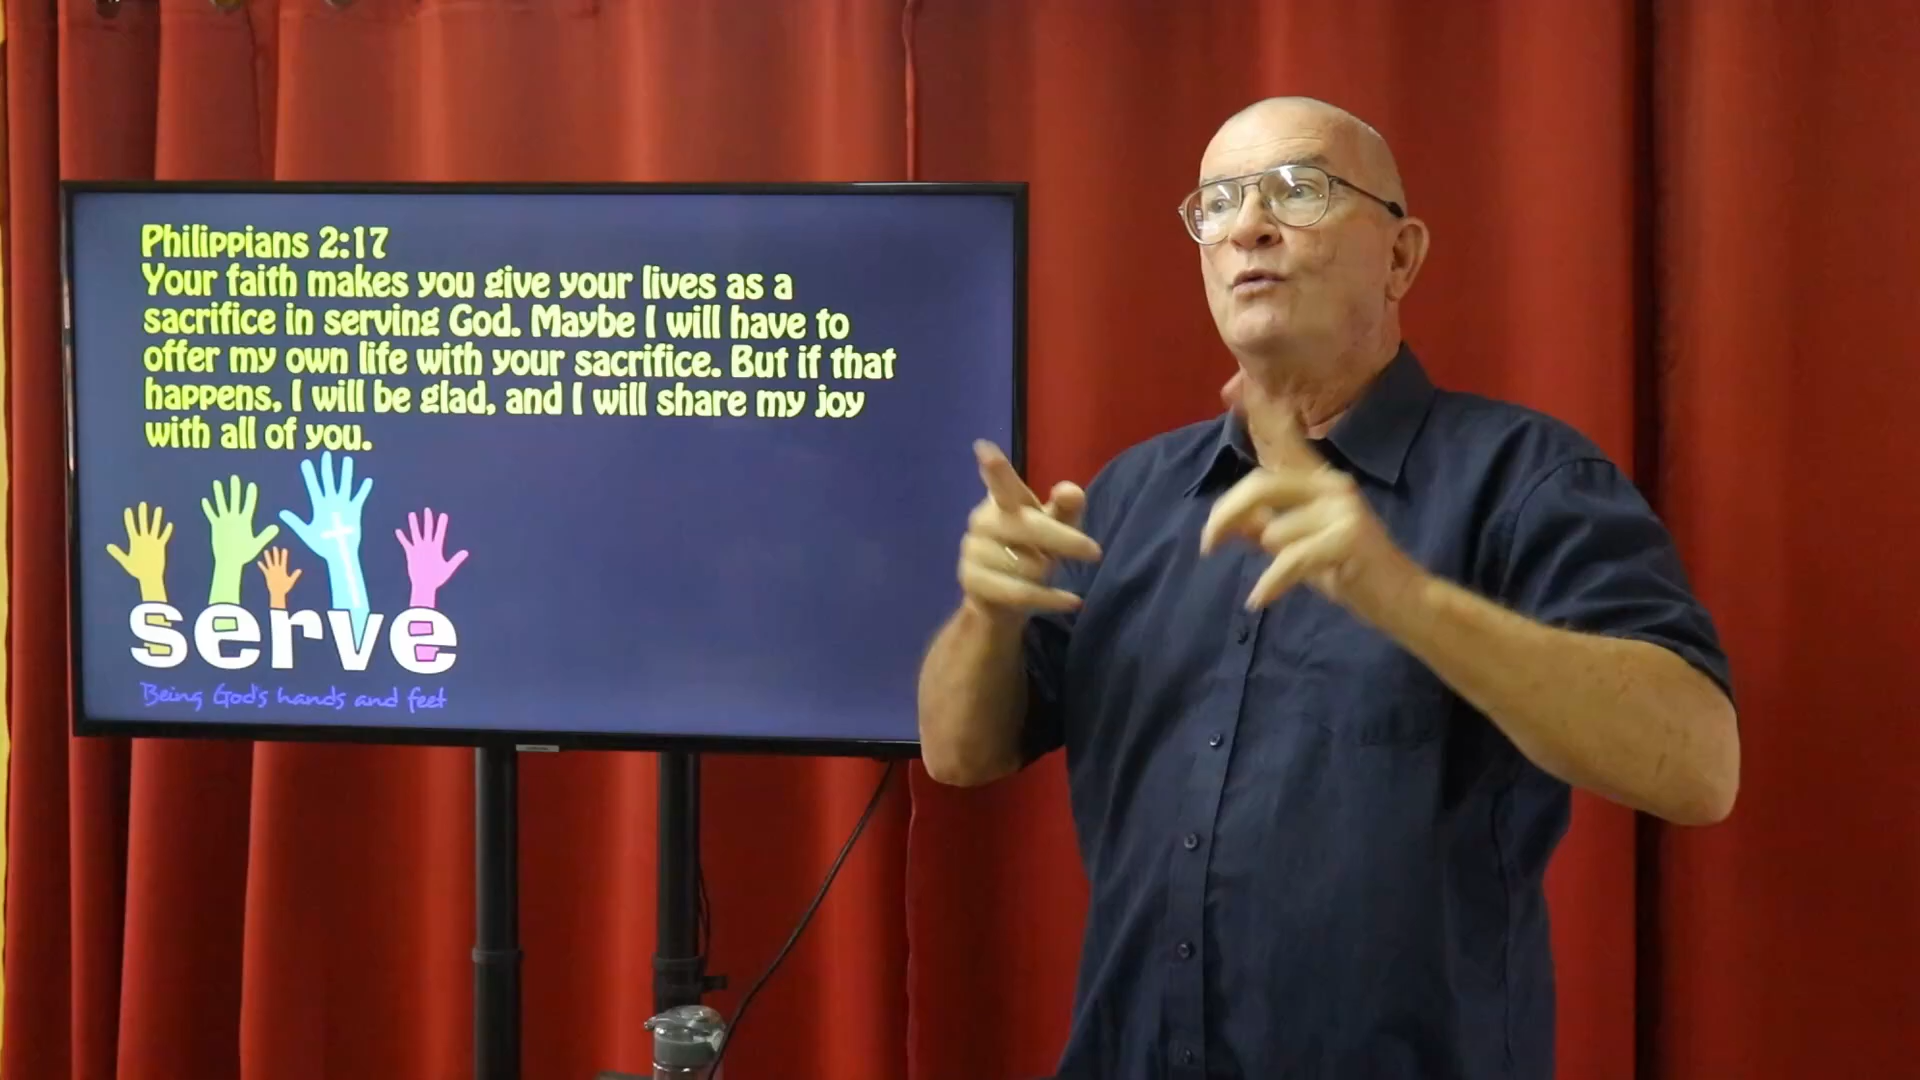 Philippians 2:17
Your faith makes you give your lives as a
sacrifice in serving God. Maybe I will have to
offer my own life with your sacrifice. But if that
happens, I will be glad, and I will share my joy
with all of you.
serve
Being God's hands and feet